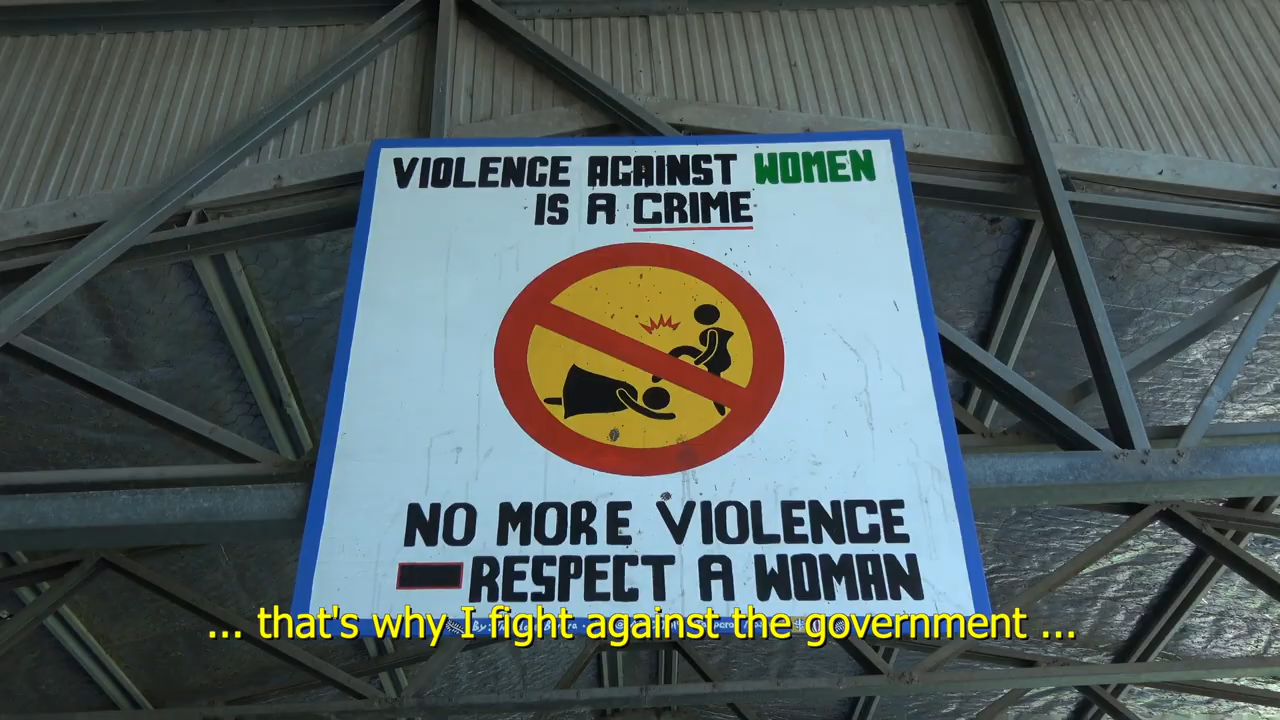 VIOLENCE AGAINST WOMEN
IS A CRIME
NO MORE VIOLENCE
RESPECT A WOMAN
... that's why I fight against the government ...